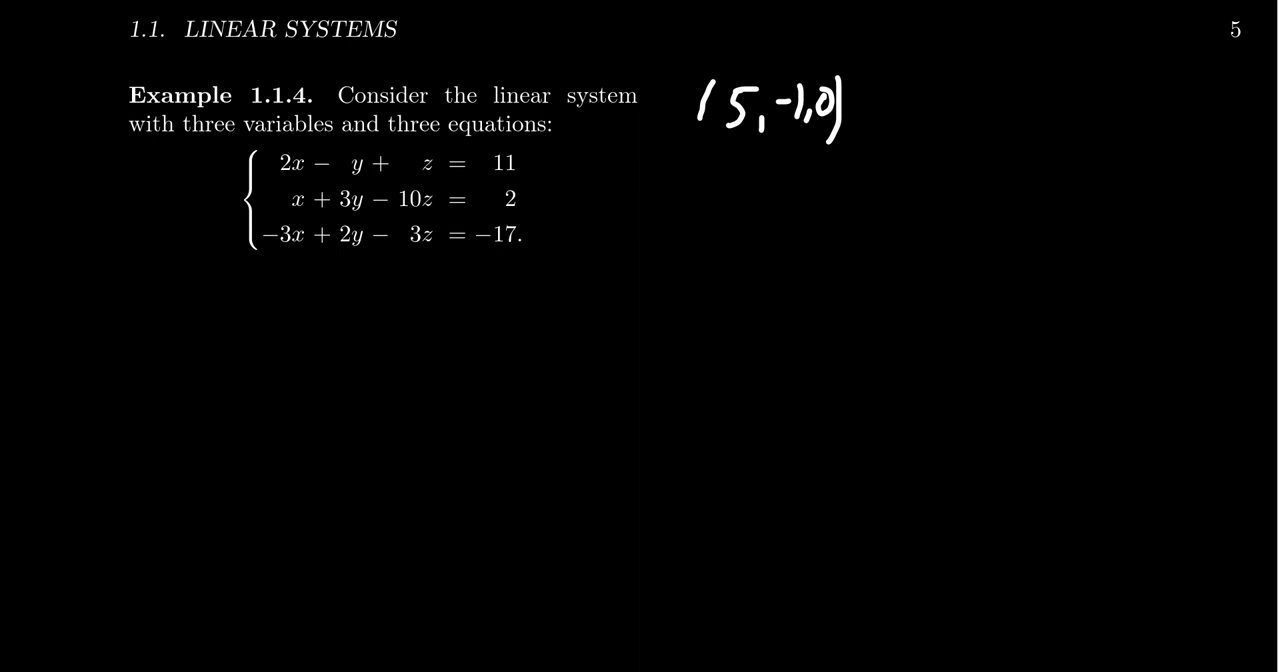 1.1. LINEAR SYSTEMS 5
Example 1.1.4. Consider the linear system
with three variables and three equations:
2x − y + z = 11
x + 3y − 10z = 2
−3x + 2y − 3z = −17.
(5, -1, 0)